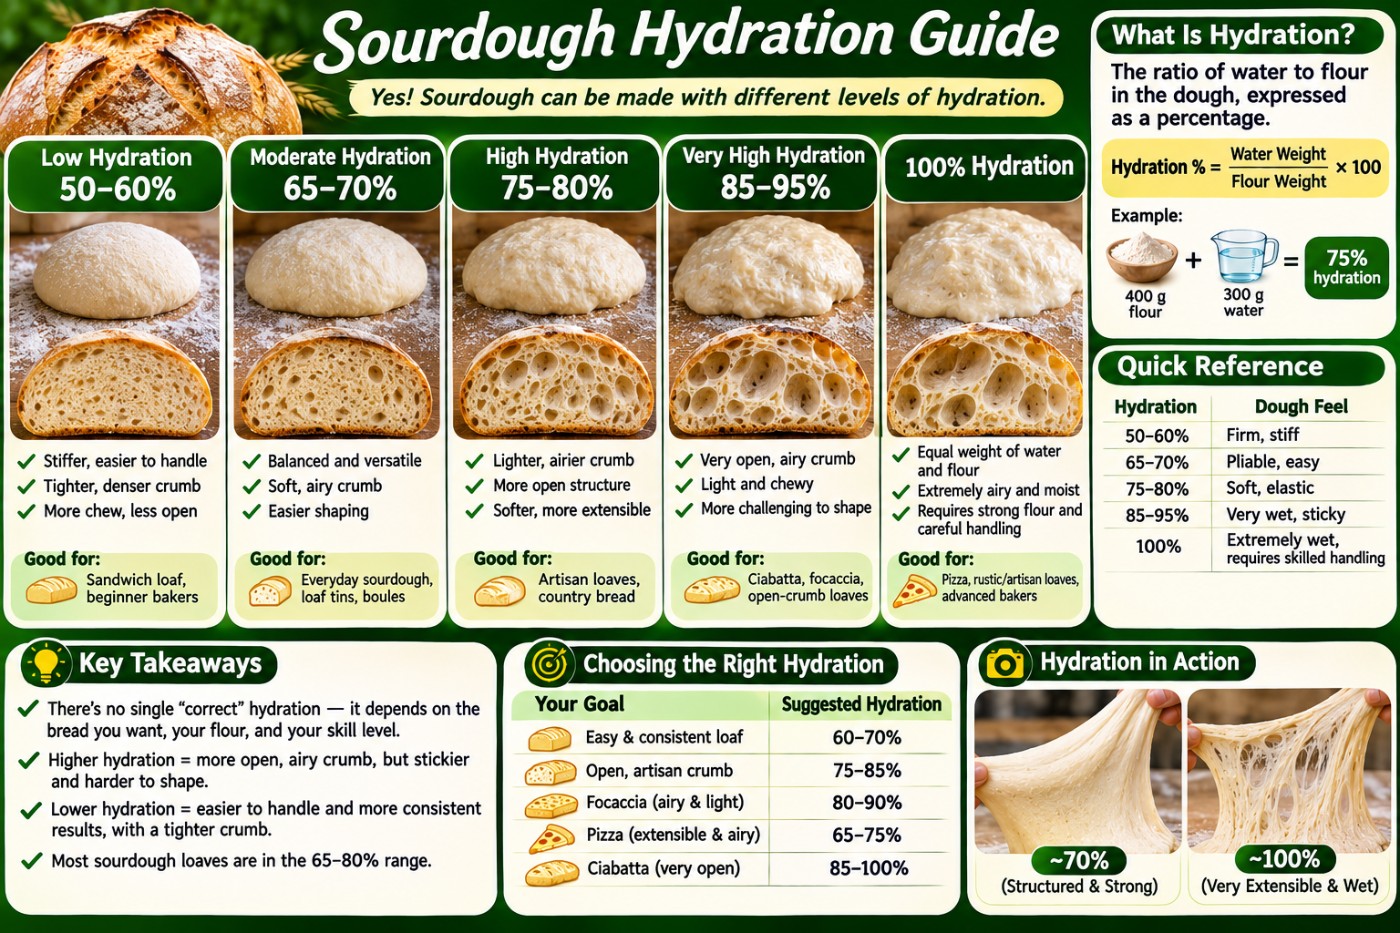 Sourdough Hydration Guide
Yes! Sourdough can be made with different levels of hydration.
Low Hydration
50–60%
Stiffer, easier to handle
Tighter, denser crumb
More chew, less open
Good for:
Sandwich loaf,
beginner bakers
Moderate Hydration
65–70%
Balanced and versatile
Soft, airy crumb
Easier shaping
Good for:
Everyday sourdough,
loaf tins, boules
High Hydration
75–80%
Lighter, airier crumb
More open structure
Softer, more extensible
Good for:
Artisan loaves,
country bread
Very High Hydration
85–95%
Very open, airy crumb
Light and chewy
More challenging to shape
Good for:
Ciabatta, focaccia,
open-crumb loaves
100% Hydration
Equal weight of water
and flour
Extremely airy and moist
Requires strong flour and
careful handling
Good for:
Pizza, rustic/artisan loaves,
advanced bakers
What Is Hydration?
The ratio of water to flour
in the dough, expressed
as a percentage.
Hydration % = Water Weight / Flour Weight × 100
Example:
400 g
flour
+
300 g
water
=
75%
hydration
Quick Reference
Hydration Dough Feel
50–60% Firm, stiff
65–70% Pliable, easy
75–80% Soft, elastic
85–95% Very wet, sticky
100% Extremely wet,
requires skilled handling
Key Takeaways
There's no single "correct" hydration — it depends on the
bread you want, your flour, and your skill level.
Higher hydration = more open, airy crumb, but stickier
and harder to shape.
Lower hydration = easier to handle and more consistent
results, with a tighter crumb.
Most sourdough loaves are in the 65–80% range.
Choosing the Right Hydration
Your Goal Suggested Hydration
Easy & consistent loaf 60–70%
Open, artisan crumb 75–85%
Focaccia (airy & light) 80–90%
Pizza (extensible & airy) 65–75%
Ciabatta (very open) 85–100%
Hydration in Action
~70%
(Structured & Strong)
~100%
(Very Extensible & Wet)